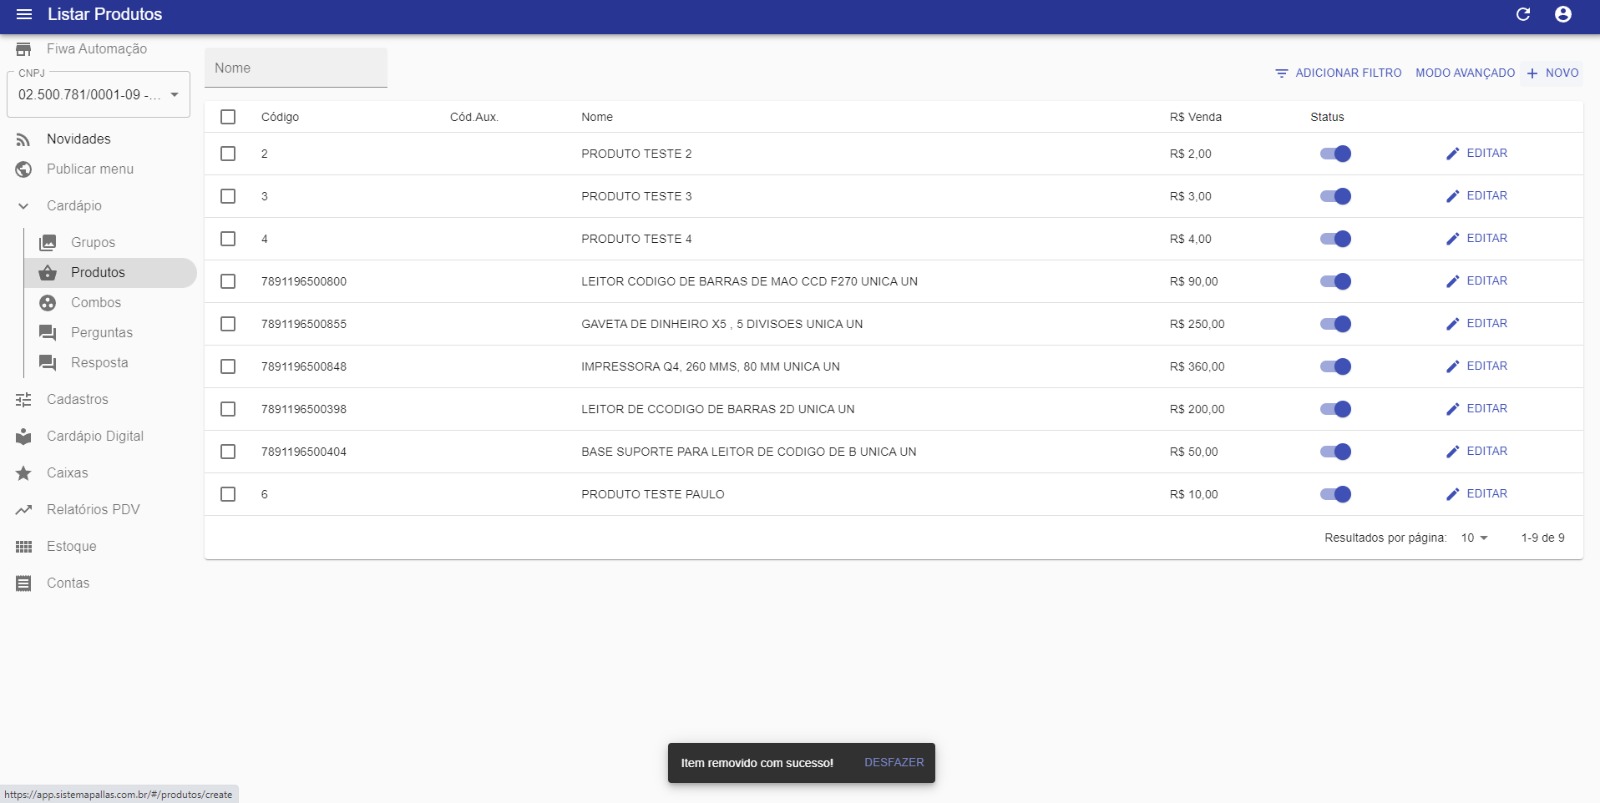 Listar Produtos
Fiwa Automação
CNPJ
02.500.781/0001-09 -...
Novidades
Publicar menu
Cardápio
Grupos
Produtos
Combos
Perguntas
Resposta
Cadastros
Cardápio Digital
Caixas
Relatórios PDV
Estoque
Contas
Nome
ADICIONAR FILTRO MODO AVANÇADO + NOVO
Código Cód.Aux. Nome R$ Venda Status
2 PRODUTO TESTE 2 R$ 2,00 EDITAR
3 PRODUTO TESTE 3 R$ 3,00 EDITAR
4 PRODUTO TESTE 4 R$ 4,00 EDITAR
7891196500800 LEITOR CODIGO DE BARRAS DE MAO CCD F270 UNICA UN R$ 90,00 EDITAR
7891196500855 GAVETA DE DINHEIRO X5 , 5 DIVISOES UNICA UN R$ 250,00 EDITAR
7891196500848 IMPRESSORA Q4, 260 MMS, 80 MM UNICA UN R$ 360,00 EDITAR
7891196500398 LEITOR DE CCODIGO DE BARRAS 2D UNICA UN R$ 200,00 EDITAR
7891196500404 BASE SUPORTE PARA LEITOR DE CODIGO DE B UNICA UN R$ 50,00 EDITAR
6 PRODUTO TESTE PAULO R$ 10,00 EDITAR
Resultados por página: 10 1-9 de 9
Item removido com sucesso! DESFAZER
https://app.sistemapallas.com.br/#/produtos/create